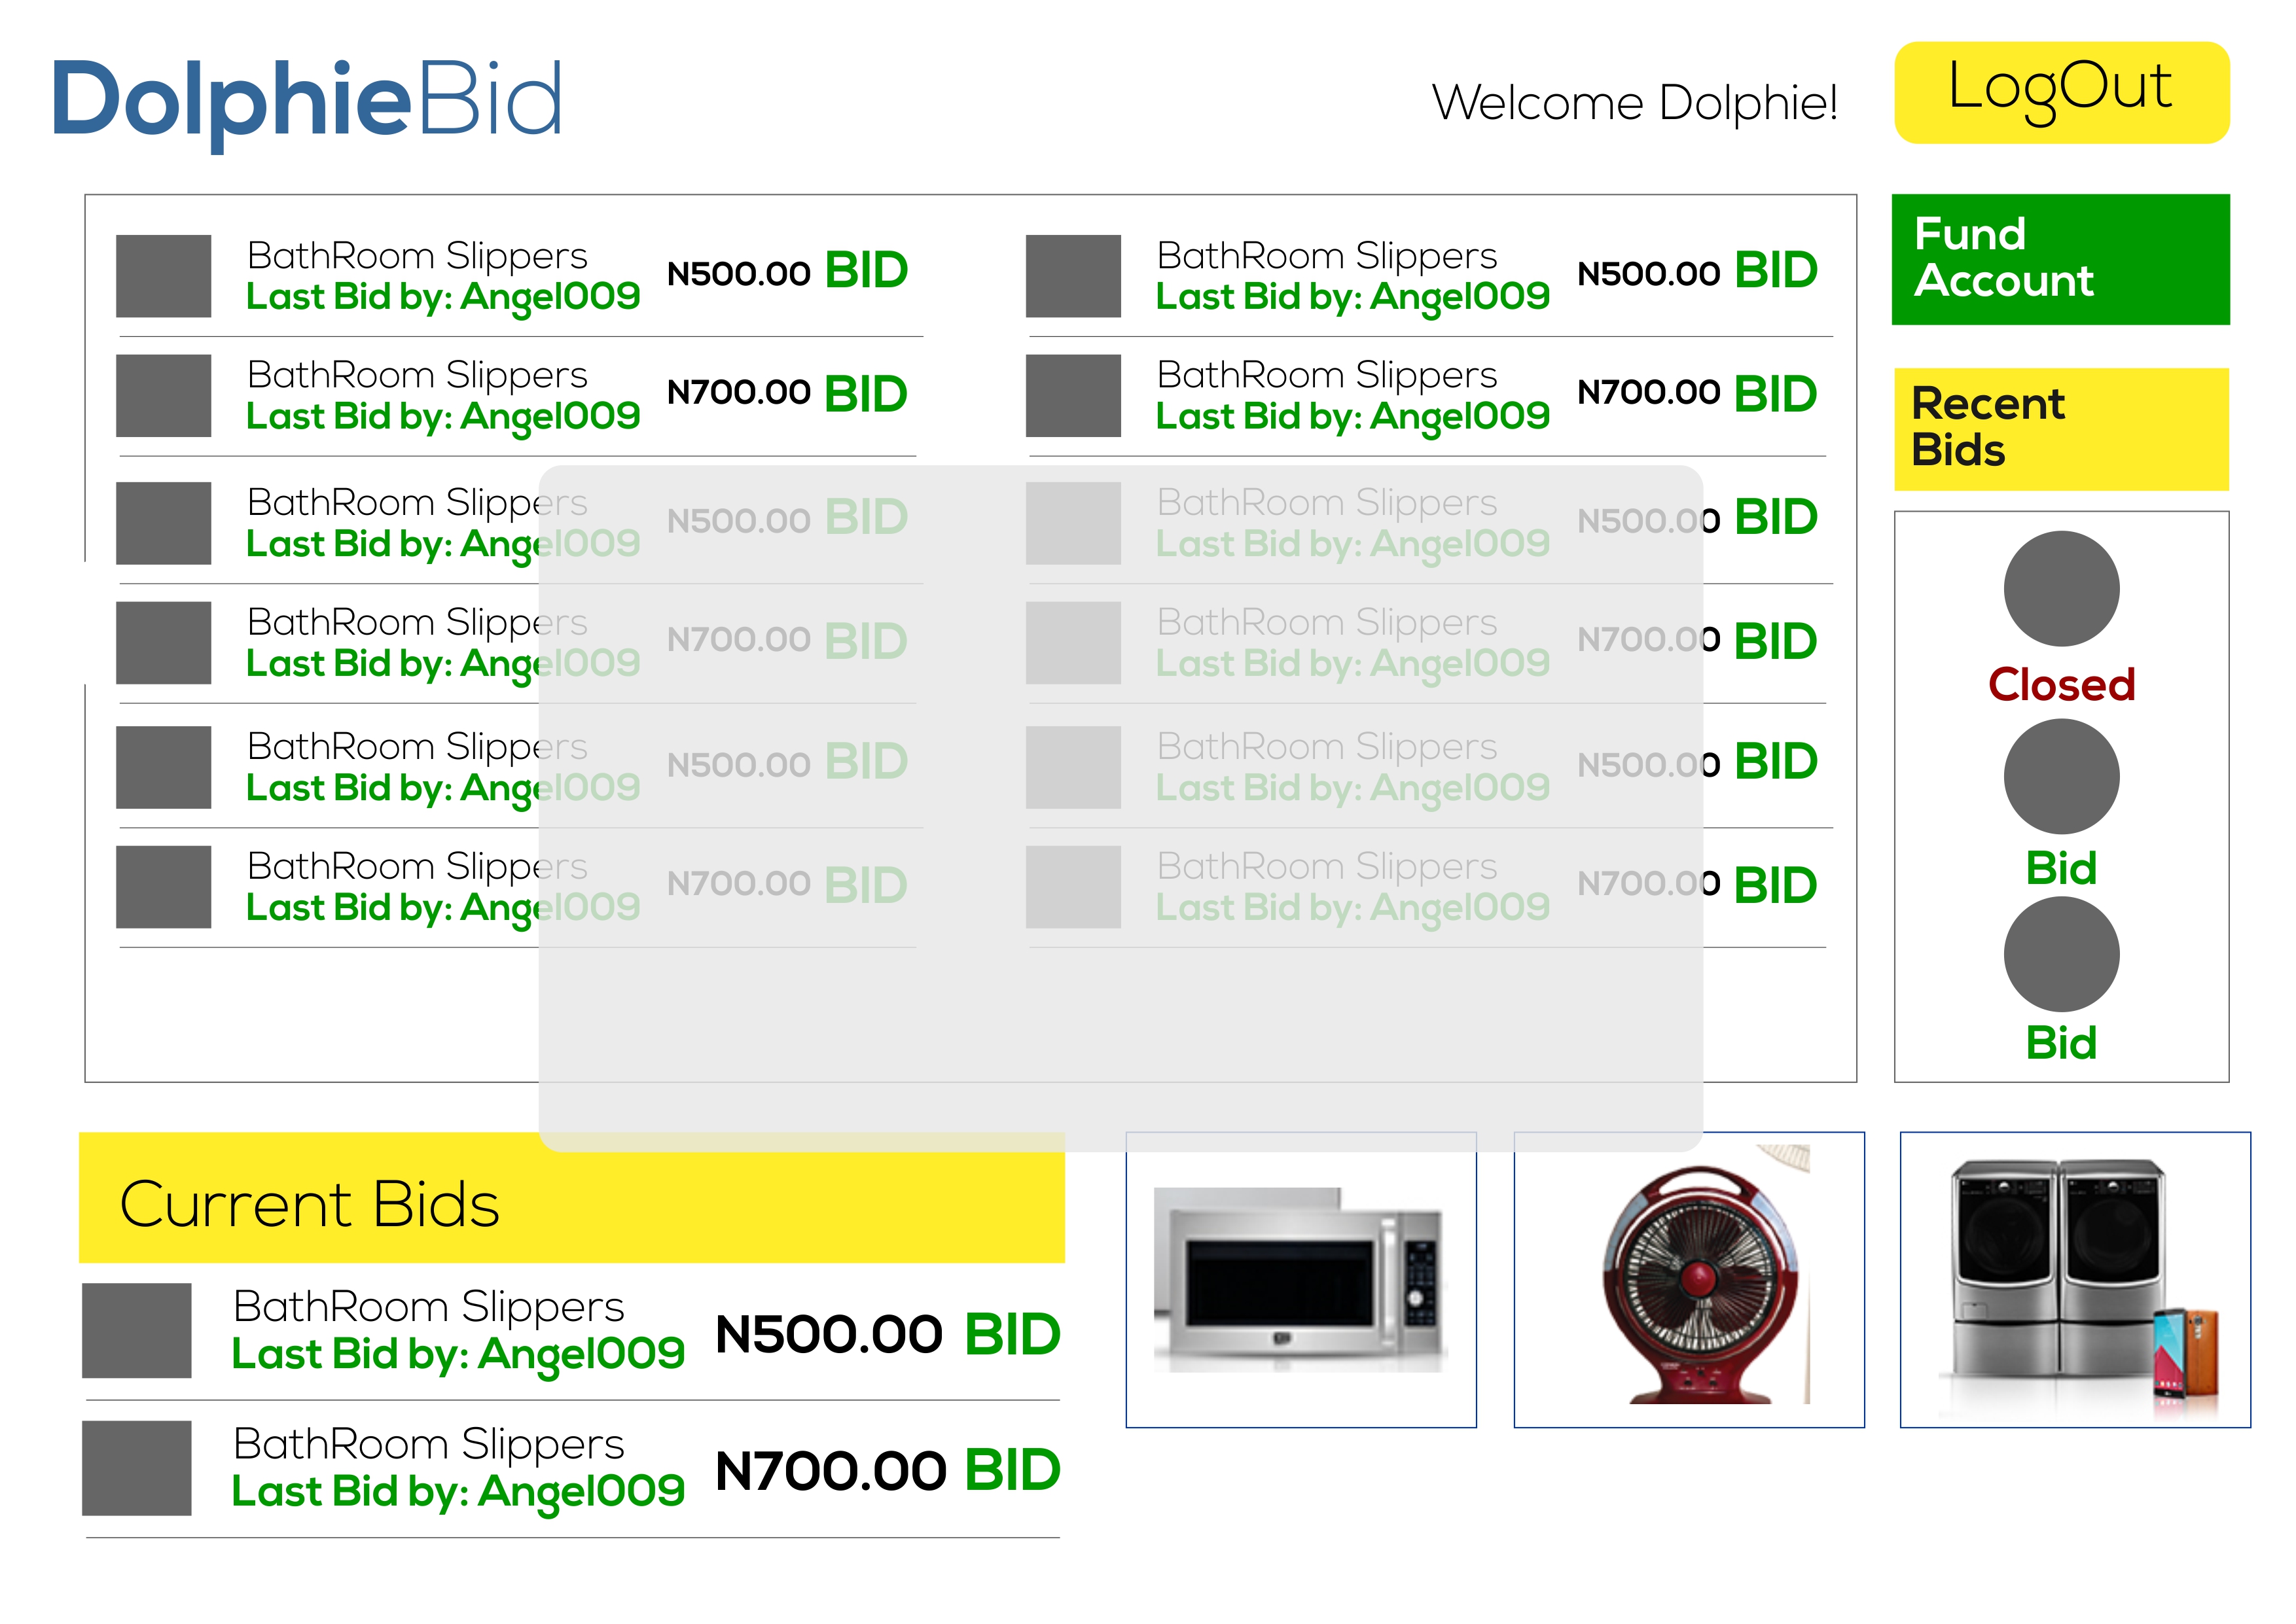 DolphieBid
Welcome Dolphie!
LogOut
BathRoom Slippers
Last Bid by: Angel009
N500.00 BID
BathRoom Slippers
Last Bid by: Angel009
N500.00 BID
BathRoom Slippers
Last Bid by: Angel009
N700.00 BID
BathRoom Slippers
Last Bid by: Angel009
N700.00 BID
BathRoom Slippers
Last Bid by: Angel009
N500.00 BID
BathRoom Slippers
Last Bid by: Angel009
N500.00 BID
BathRoom Slippers
Last Bid by: Angel009
N700.00 BID
BathRoom Slippers
Last Bid by: Angel009
N700.00 BID
BathRoom Slippers
Last Bid by: Angel009
N500.00 BID
BathRoom Slippers
Last Bid by: Angel009
N500.00 BID
BathRoom Slippers
Last Bid by: Angel009
N700.00 BID
BathRoom Slippers
Last Bid by: Angel009
N700.00 BID
Fund
Account
Recent
Bids
Closed
Bid
Bid
Current Bids
BathRoom Slippers
Last Bid by: Angel009
N500.00 BID
BathRoom Slippers
Last Bid by: Angel009
N700.00 BID